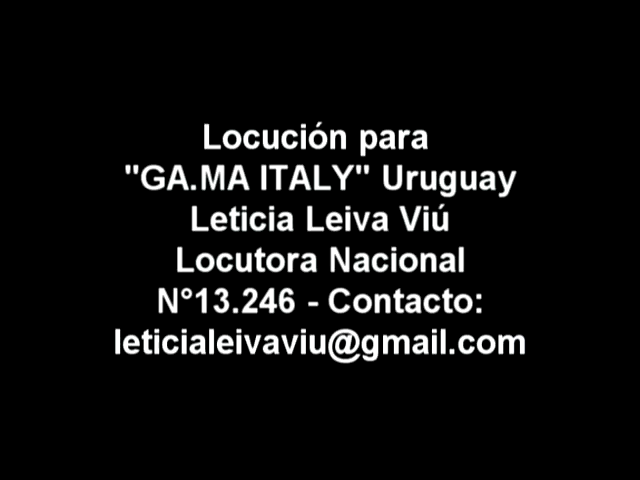 Locución para
"GA.MA ITALY" Uruguay
Leticia Leiva Viú
Locutora Nacional
N°13.246 - Contacto:
leticialeivaviu@gmail.com